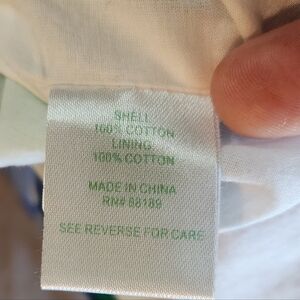 SHELL
100% COTTON
LINING
100% COTTON
MADE IN CHINA
RN# 88189
SEE REVERSE FOR CARE